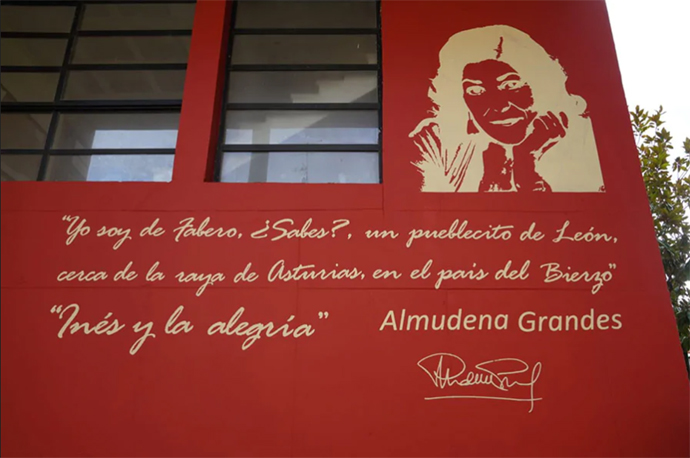 “Yo soy de Fabero, ¿Sabes?, un pueblecito de León,
cerca de la raya de Asturias, en el pais del Bierzo”
“Inés y la alegría”
Almudena Grandes